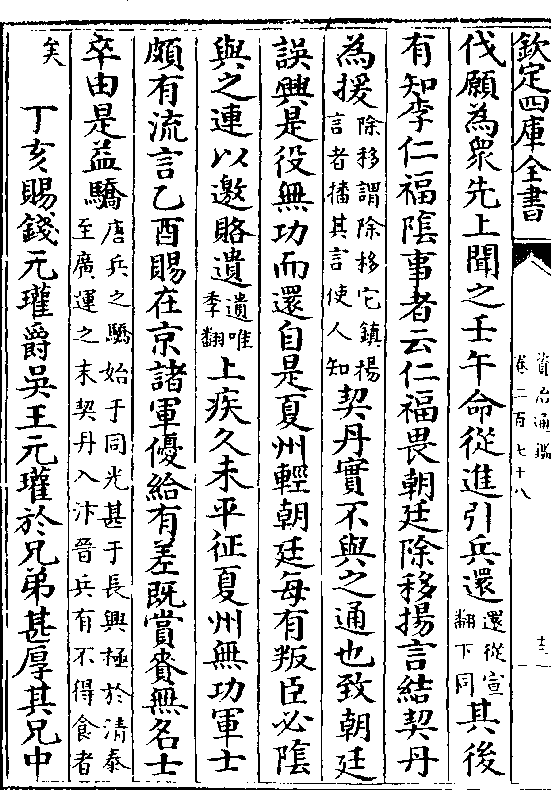 欽定四庫全書
資治通鑑
卷二百七十八
伐願為衆先上聞之壬午命從進引兵還還從宣翻下同其後
有知李仁福陰事者云仁福畏朝廷除移揚言結契丹
為援除移謂除移它鎮揚言者播其言使人知契丹實不與之通也致朝廷
誤興是役無功而還自是夏州輕朝廷每有叛臣必陰
與之連以邀賂遺遺唯季翻上疾久未平征夏州無功軍士
頗有流言乙酉賜在京諸軍優給有差既賞賚無名士
卒由是益驕唐兵之驕始于同光甚于長興極於清泰至廣運之末契丹入汴晉兵有不得食者
矣　丁亥賜錢元瓘爵吳王元瓘於兄弟甚厚其兄中